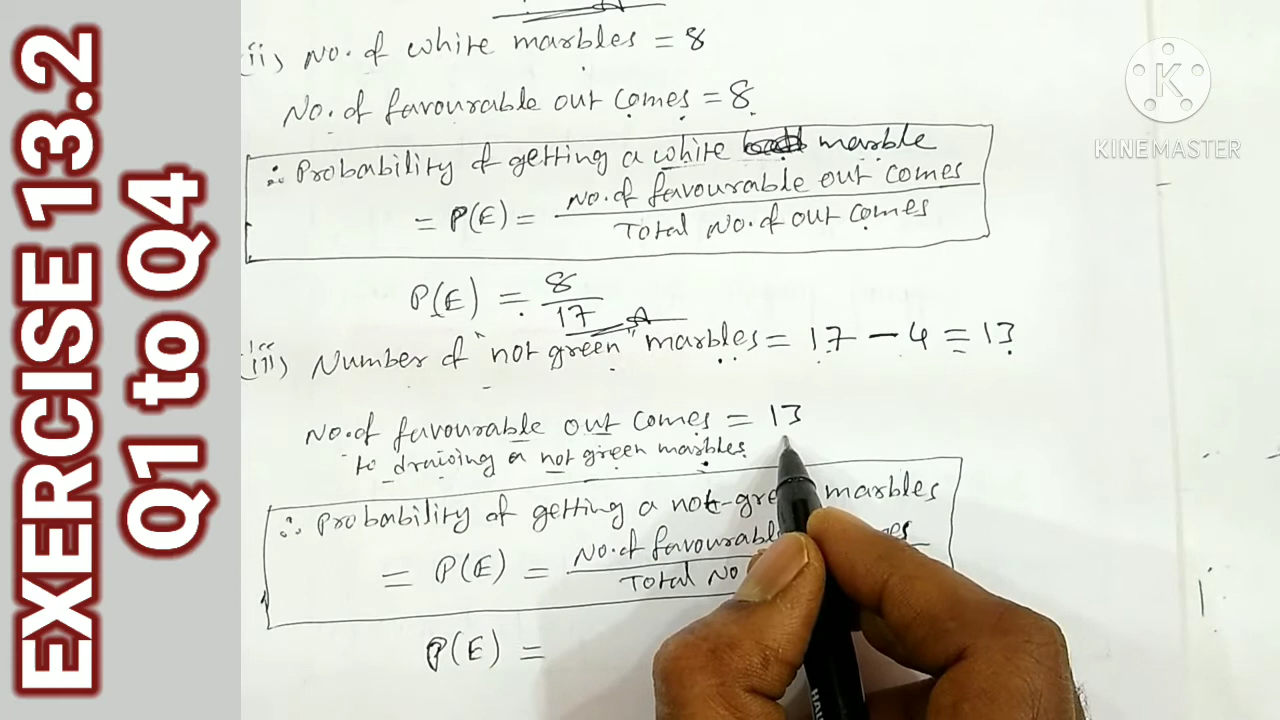 EXERCISE 13.2
Q1 to Q4
K
KINEMASTER
(ii) No. of white marbles = 8
No. of favourable out comes = 8
∴ Probability of getting a white marble
= P(E) = No. of favourable out comes
Total No. of out comes
P(E) = 8
17
(iii) Number of "not green" marbles = 17 - 4 = 13
No. of favourable out comes = 13
to drawing a not green marbles
∴ Probability of getting a not-green marbles
= P(E) = No. of favourable
Total No
P(E) =